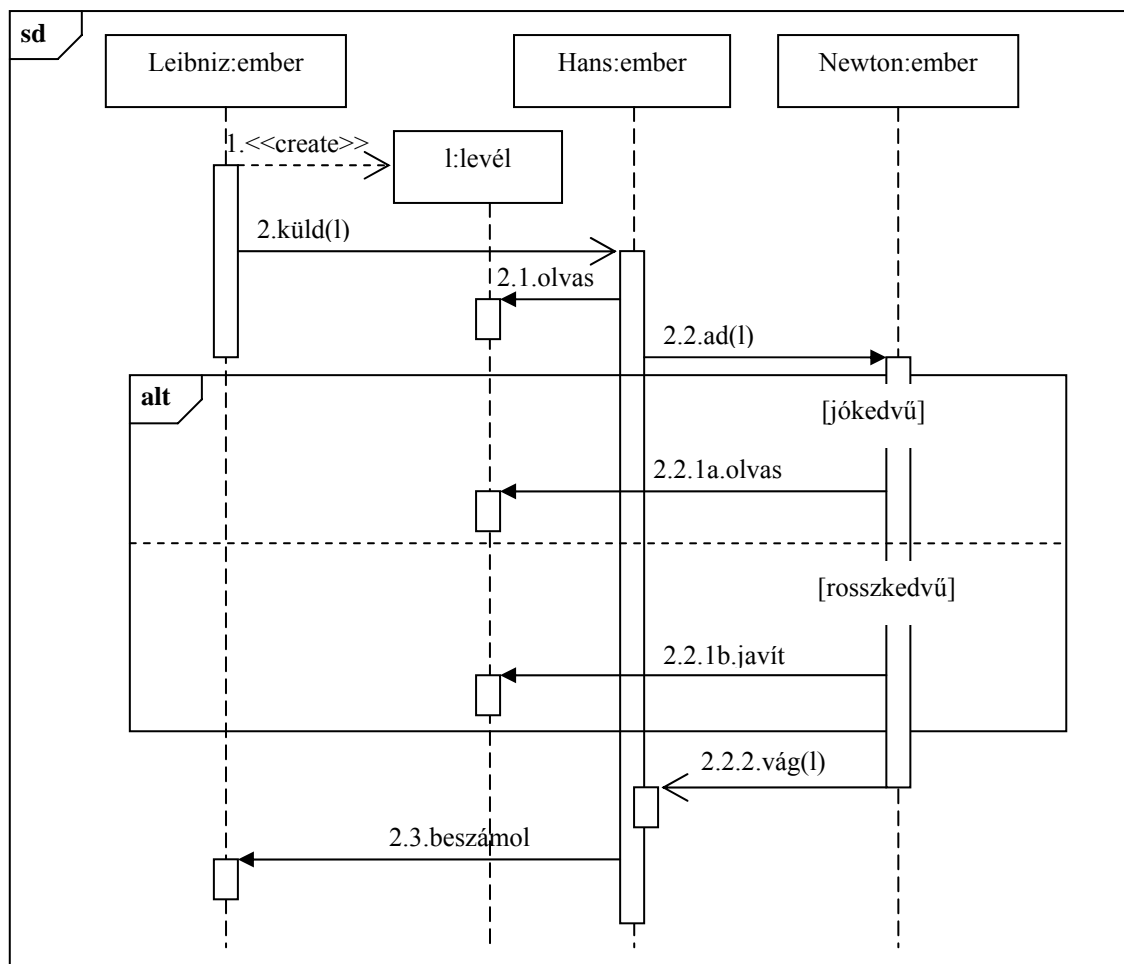 sd
Leibniz:ember
Hans:ember
Newton:ember
1.<<create>>
l:levél
2.küld(l)
2.1.olvas
2.2.ad(l)
alt
[jókedvű]
2.2.1a.olvas
[rosszkedvű]
2.2.1b.javít
2.2.2.vág(l)
2.3.beszámol